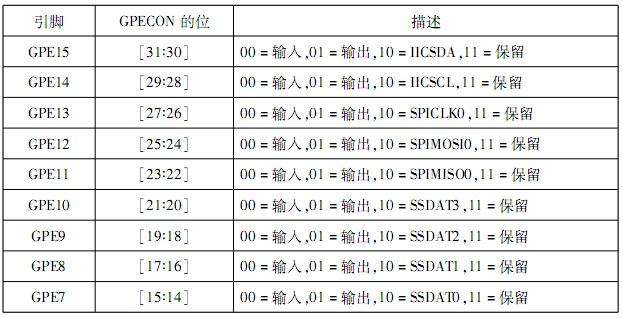 引脚 GPECON 的位 描述
GPE15 [31:30] 00 = 输入,01 = 输出,10 = IICSDA,11 = 保留
GPE14 [29:28] 00 = 输入,01 = 输出,10 = IICSCL,11 = 保留
GPE13 [27:26] 00 = 输入,01 = 输出,10 = SPICLK0,11 = 保留
GPE12 [25:24] 00 = 输入,01 = 输出,10 = SPIMOSI0,11 = 保留
GPE11 [23:22] 00 = 输入,01 = 输出,10 = SPIMISO0,11 = 保留
GPE10 [21:20] 00 = 输入,01 = 输出,10 = SSDAT3,11 = 保留
GPE9 [19:18] 00 = 输入,01 = 输出,10 = SSDAT2,11 = 保留
GPE8 [17:16] 00 = 输入,01 = 输出,10 = SSDAT1,11 = 保留
GPE7 [15:14] 00 = 输入,01 = 输出,10 = SSDAT0,11 = 保留